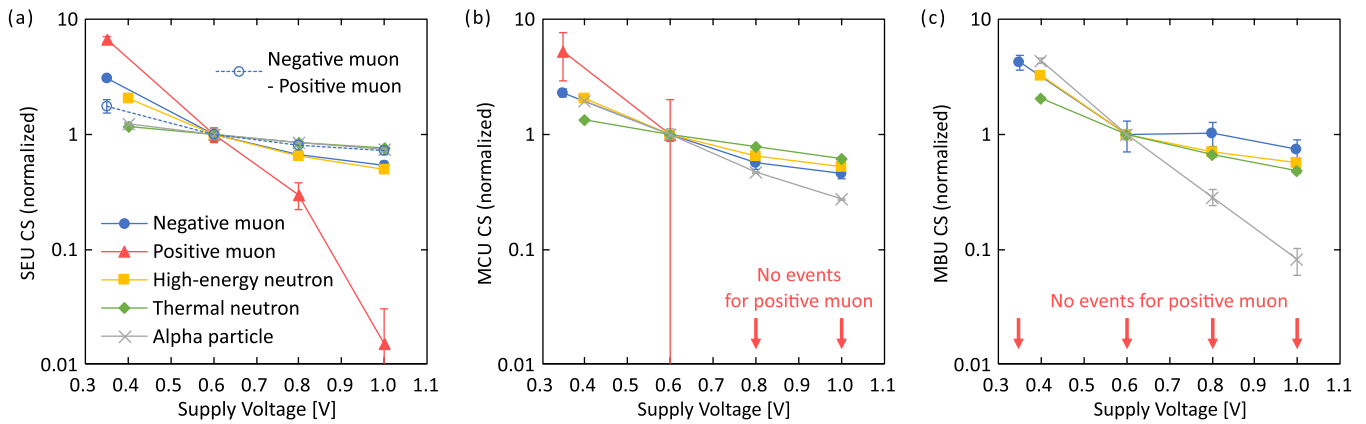 (a)
10
1
0.1
0.01
SEU CS (normalized)
Negative muon
- Positive muon
Negative muon
Positive muon
High-energy neutron
Thermal neutron
Alpha particle
0.3 0.4 0.5 0.6 0.7 0.8 0.9 1.0 1.1
Supply Voltage [V]
(b)
10
1
0.1
0.01
MCU CS (normalized)
No events
for positive muon
0.3 0.4 0.5 0.6 0.7 0.8 0.9 1.0 1.1
Supply Voltage [V]
(c)
10
1
0.1
0.01
MBU CS (normalized)
No events for positive muon
0.3 0.4 0.5 0.6 0.7 0.8 0.9 1.0 1.1
Supply Voltage [V]